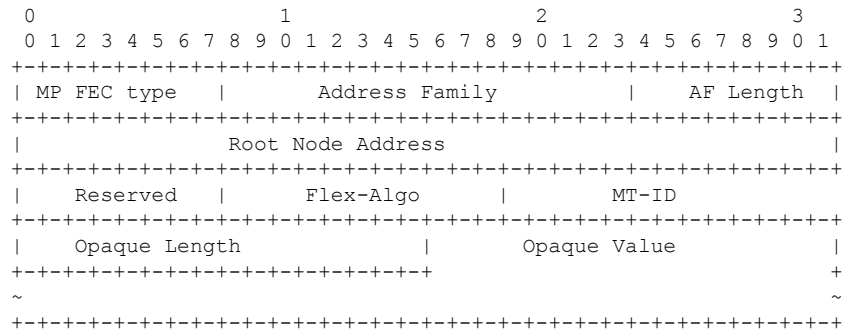 0                   1                   2                   3
 0 1 2 3 4 5 6 7 8 9 0 1 2 3 4 5 6 7 8 9 0 1 2 3 4 5 6 7 8 9 0 1
+-+-+-+-+-+-+-+-+-+-+-+-+-+-+-+-+-+-+-+-+-+-+-+-+-+-+-+-+-+-+-+-+
| MP FEC type   |       Address Family          |    AF Length  |
+-+-+-+-+-+-+-+-+-+-+-+-+-+-+-+-+-+-+-+-+-+-+-+-+-+-+-+-+-+-+-+-+
|               Root Node Address                               |
+-+-+-+-+-+-+-+-+-+-+-+-+-+-+-+-+-+-+-+-+-+-+-+-+-+-+-+-+-+-+-+-+
|    Reserved   |      Flex-Algo      |        MT-ID
+-+-+-+-+-+-+-+-+-+-+-+-+-+-+-+-+-+-+-+-+-+-+-+-+-+-+-+-+-+-+-+-+
|    Opaque Length              |       Opaque Value            |
+-+-+-+-+-+-+-+-+-+-+-+-+-+-+-+-+                               +
~                                                               ~
+-+-+-+-+-+-+-+-+-+-+-+-+-+-+-+-+-+-+-+-+-+-+-+-+-+-+-+-+-+-+-+-+